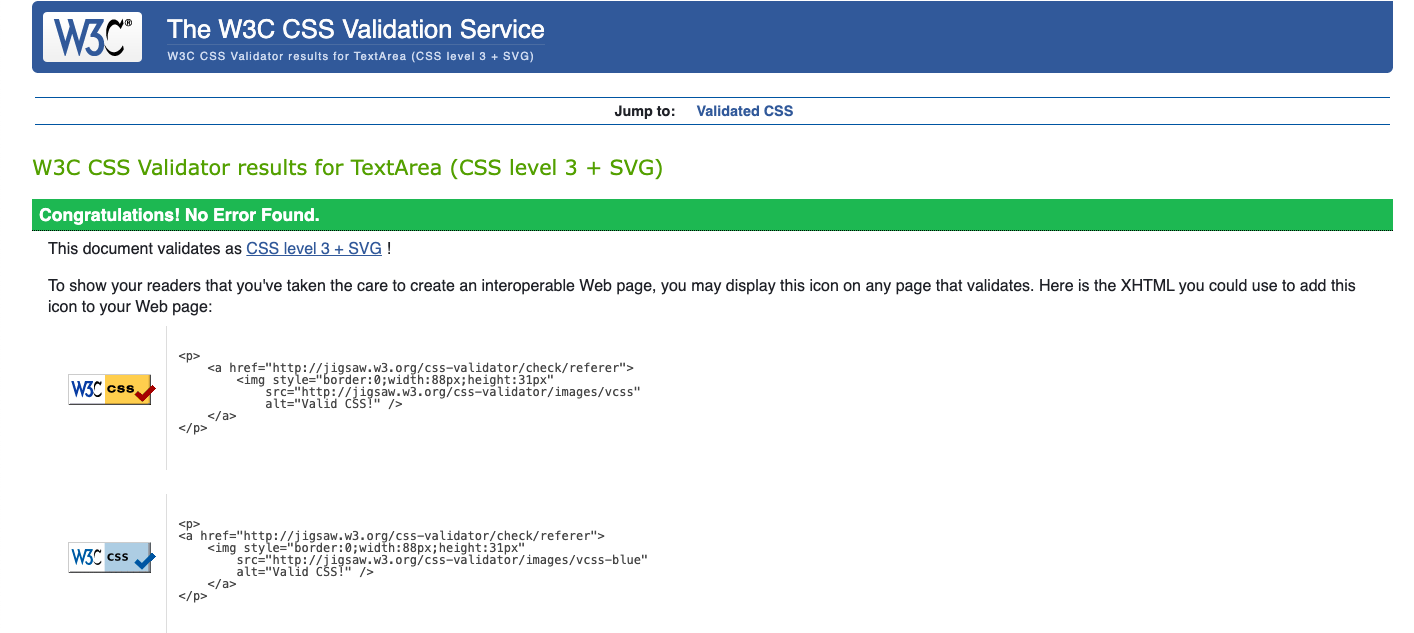 W3C®
The W3C CSS Validation Service
W3C CSS Validator results for TextArea (CSS level 3 + SVG)
Jump to: Validated CSS
W3C CSS Validator results for TextArea (CSS level 3 + SVG)
Congratulations! No Error Found.
This document validates as CSS level 3 + SVG !
To show your readers that you've taken the care to create an interoperable Web page, you may display this icon on any page that validates. Here is the XHTML you could use to add this
icon to your Web page:
W3C css
<p>
    <a href="http://jigsaw.w3.org/css-validator/check/referer">
        <img style="border:0;width:88px;height:31px"
            src="http://jigsaw.w3.org/css-validator/images/vcss"
            alt="Valid CSS!" />
    </a>
</p>
W3C css
<p>
<a href="http://jigsaw.w3.org/css-validator/check/referer">
    <img style="border:0;width:88px;height:31px"
        src="http://jigsaw.w3.org/css-validator/images/vcss-blue"
        alt="Valid CSS!" />
    </a>
</p>